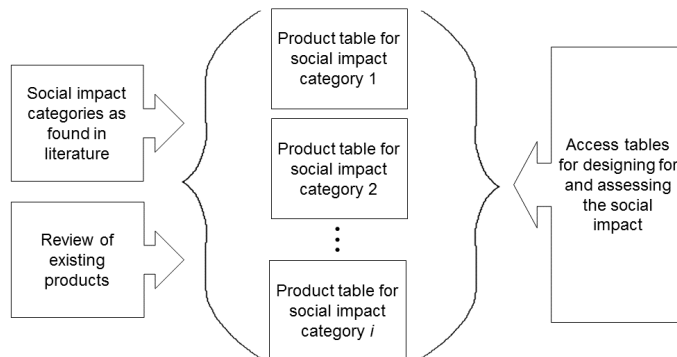 Social impact
categories as
found in
literature
Review of
existing
products
Product table for
social impact
category 1
Product table for
social impact
category 2
Product table for
social impact
category i
Access tables
for designing for
and assessing
the social
impact